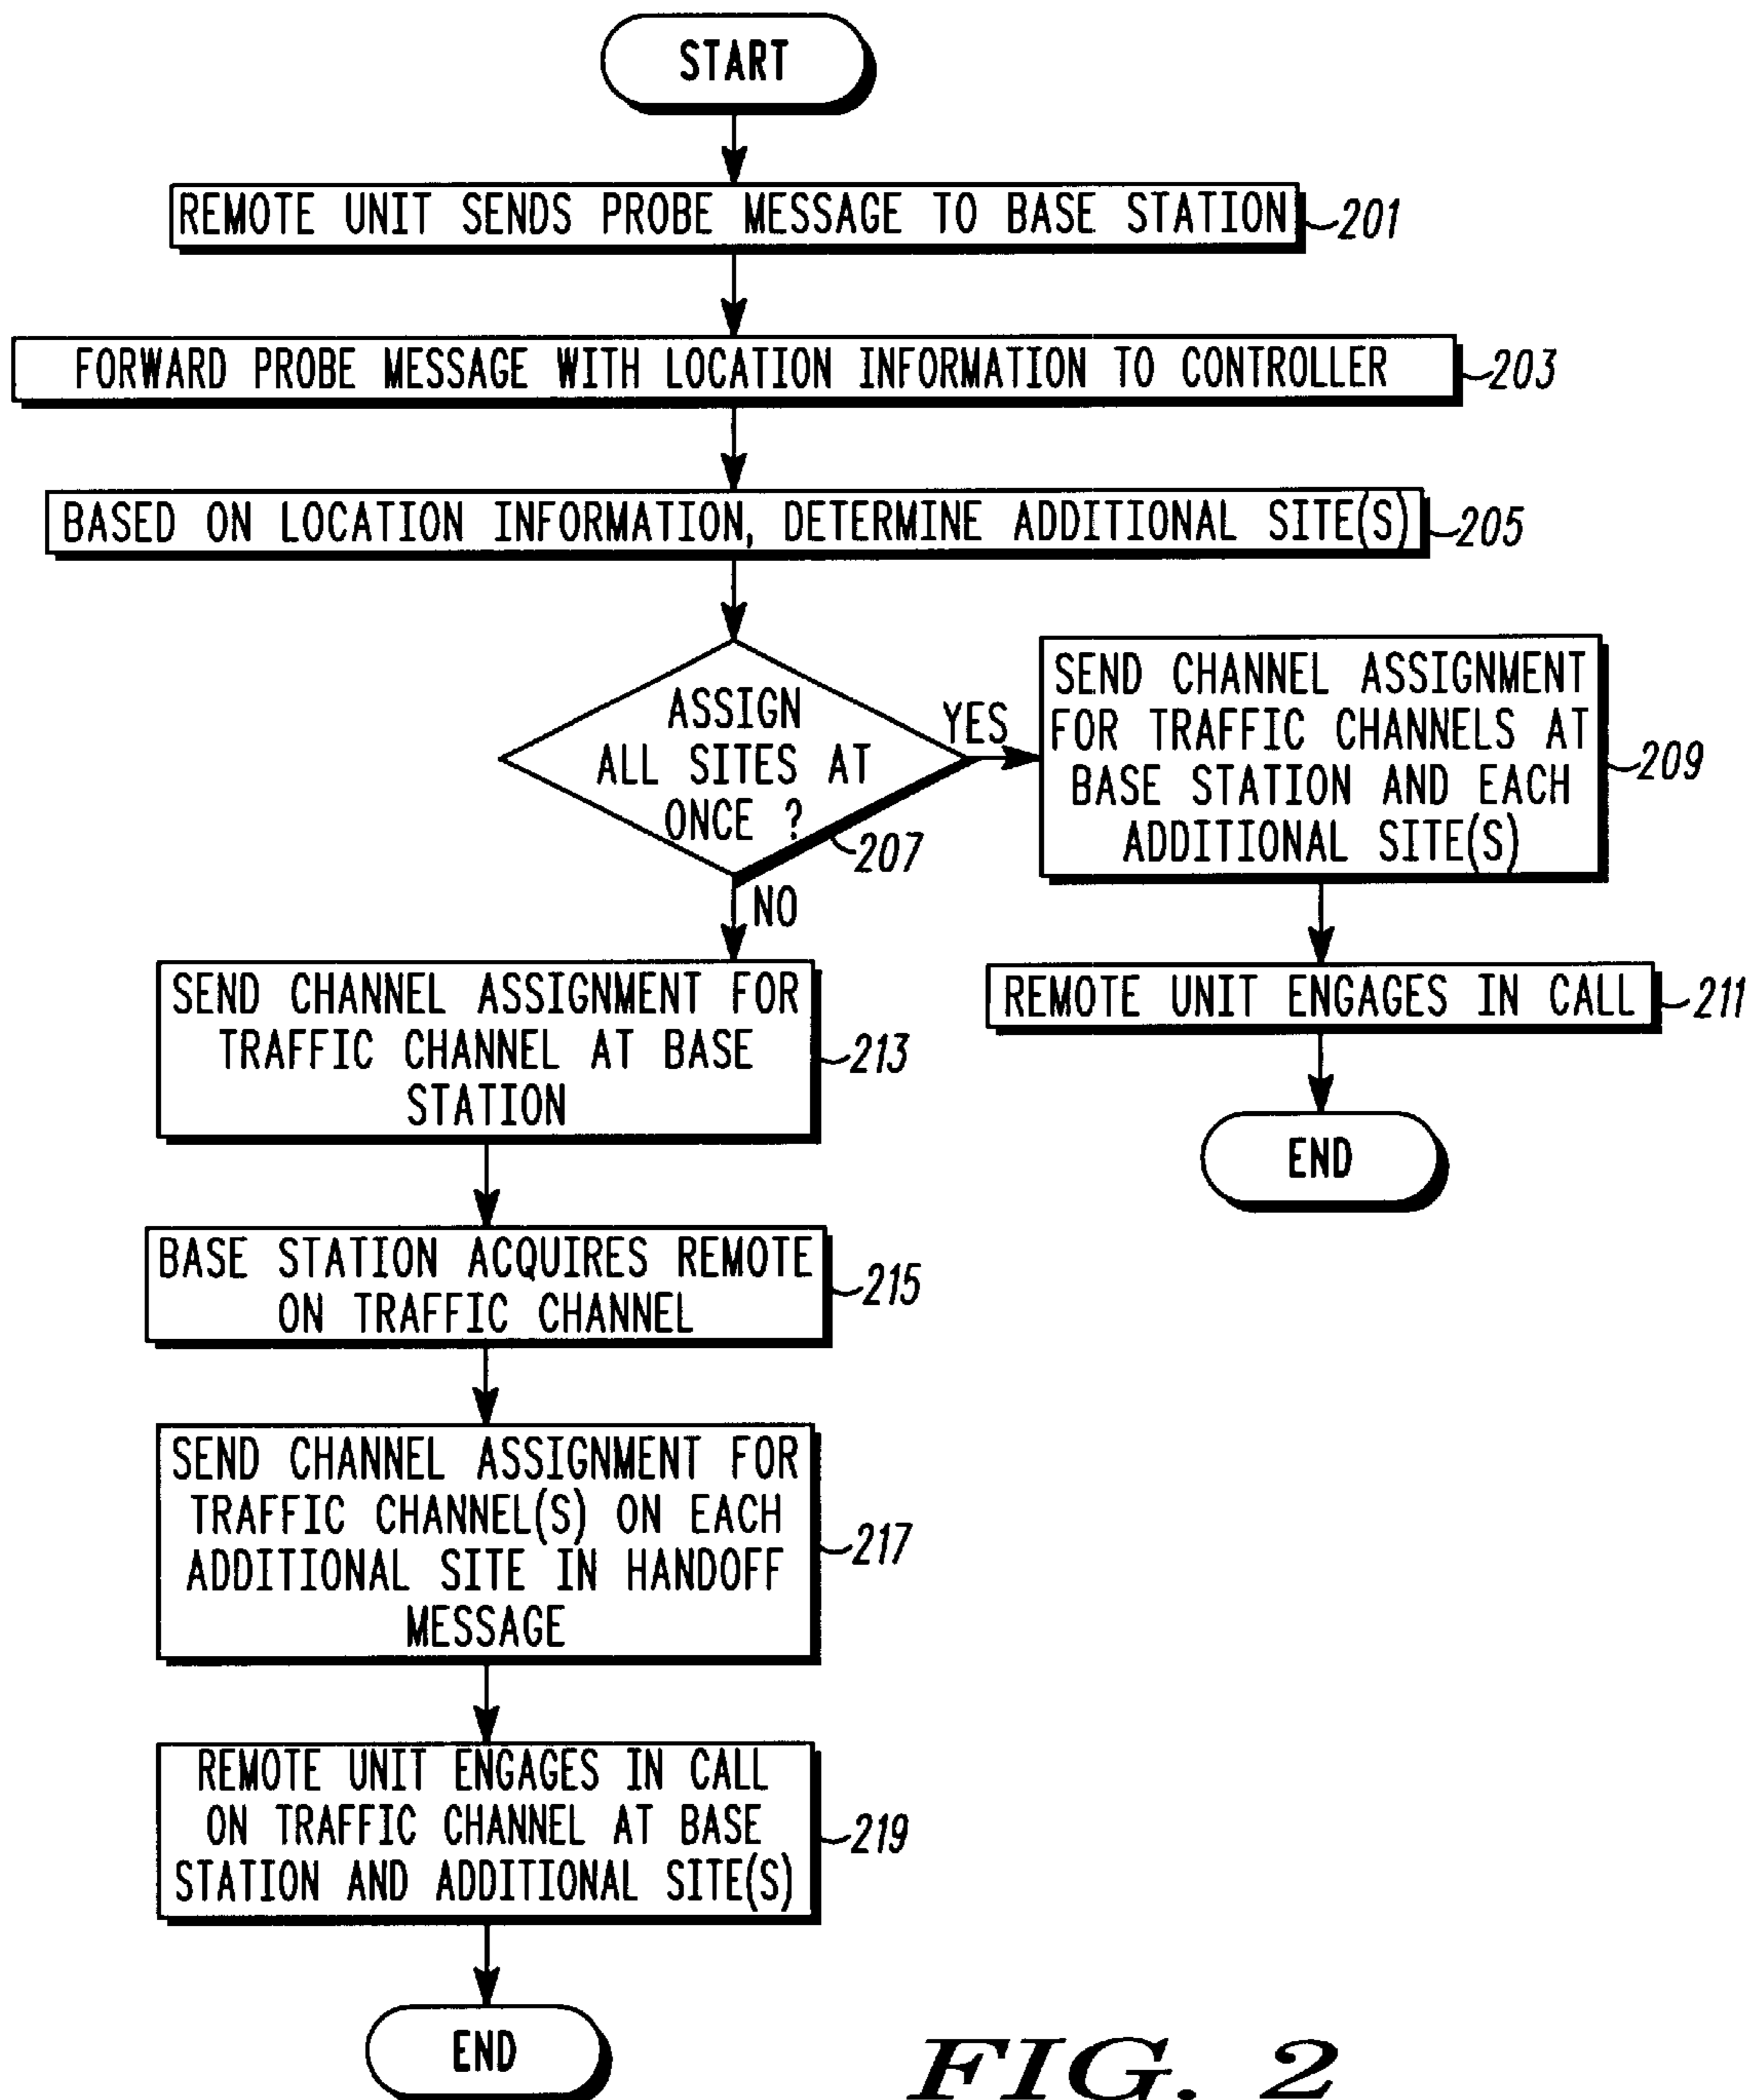 START
REMOTE UNIT SENDS PROBE MESSAGE TO BASE STATION
201
FORWARD PROBE MESSAGE WITH LOCATION INFORMATION TO CONTROLLER
203
BASED ON LOCATION INFORMATION, DETERMINE ADDITIONAL SITE(S)
205
ASSIGN
ALL SITES AT
ONCE ?
207
YES
SEND CHANNEL ASSIGNMENT
FOR TRAFFIC CHANNELS AT
BASE STATION AND EACH
ADDITIONAL SITE(S)
209
REMOTE UNIT ENGAGES IN CALL
211
END
NO
SEND CHANNEL ASSIGNMENT FOR
TRAFFIC CHANNEL AT BASE
STATION
213
BASE STATION ACQUIRES REMOTE
ON TRAFFIC CHANNEL
215
SEND CHANNEL ASSIGNMENT FOR
TRAFFIC CHANNEL(S) ON EACH
ADDITIONAL SITE IN HANDOFF
MESSAGE
217
REMOTE UNIT ENGAGES IN CALL
ON TRAFFIC CHANNEL AT BASE
STATION AND ADDITIONAL SITE(S)
219
END
FIG. 2